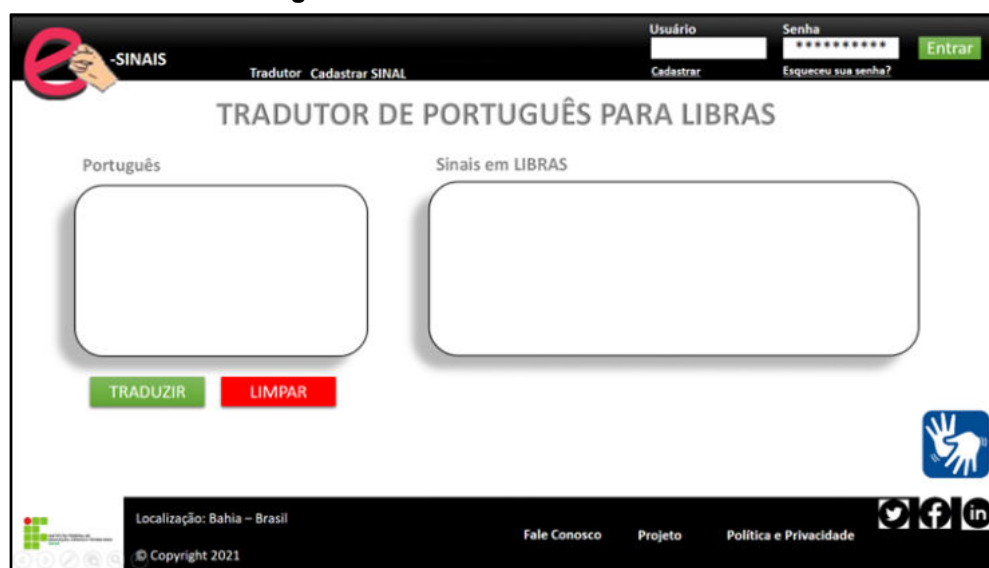 Usuário
Senha
**********
Entrar
e-SINAIS
Tradutor Cadastrar SINAL
Cadastrar
Esqueceu sua senha?
TRADUTOR DE PORTUGUÊS PARA LIBRAS
Português
Sinais em LIBRAS
TRADUZIR
LIMPAR
Localização: Bahia – Brasil
Fale Conosco
Projeto
Política e Privacidade
© Copyright 2021